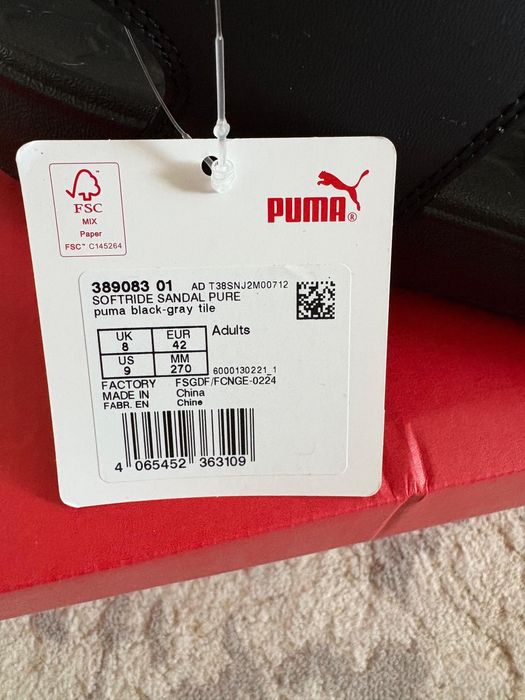 FSC
MIX
Paper
FSC™ C145264
PUMA®
389083 01 AD T38SNJ2M00712
SOFTRIDE SANDAL PURE
puma black-gray tile
UK EUR Adults
8 42
US MM
9 270 6000130221_1
FACTORY FSGDF/FCNGE-0224
MADE IN China
FABR. EN Chine
4 065452 363109